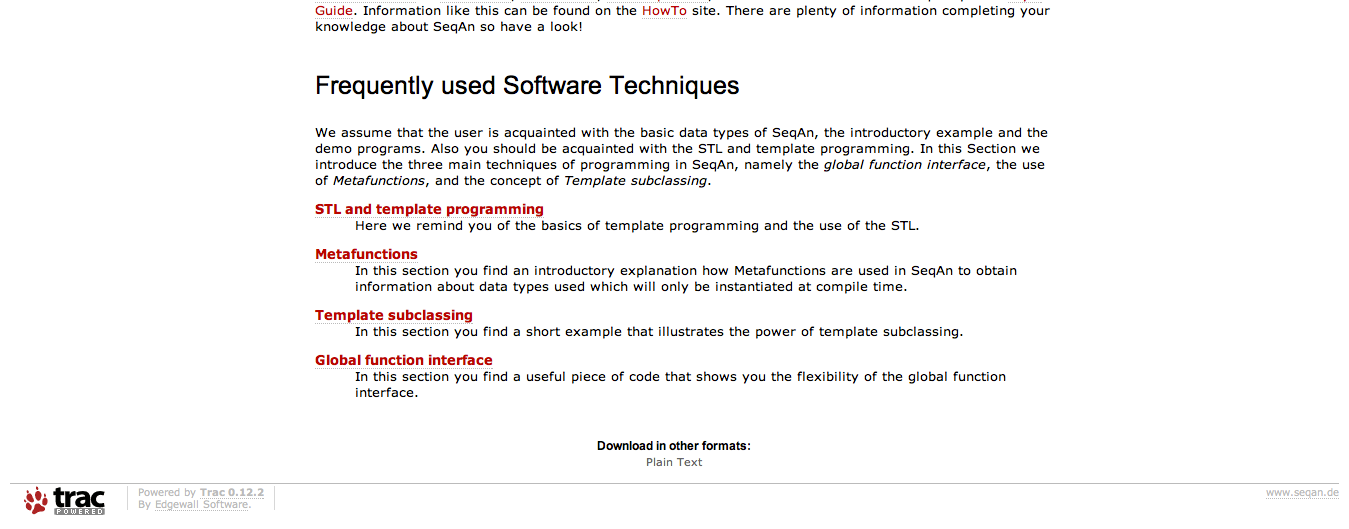 Guide. Information like this can be found on the HowTo site. There are plenty of information completing your
knowledge about SeqAn so have a look!
Frequently used Software Techniques
We assume that the user is acquainted with the basic data types of SeqAn, the introductory example and the
demo programs. Also you should be acquainted with the STL and template programming. In this Section we
introduce the three main techniques of programming in SeqAn, namely the global function interface, the use
of Metafunctions, and the concept of Template subclassing.
STL and template programming
Here we remind you of the basics of template programming and the use of the STL.
Metafunctions
In this section you find an introductory explanation how Metafunctions are used in SeqAn to obtain
information about data types used which will only be instantiated at compile time.
Template subclassing
In this section you find a short example that illustrates the power of template subclassing.
Global function interface
In this section you find a useful piece of code that shows you the flexibility of the global function
interface.
Download in other formats:
Plain Text
trac
POWERED
Powered by Trac 0.12.2
By Edgewall Software.
www.seqan.de